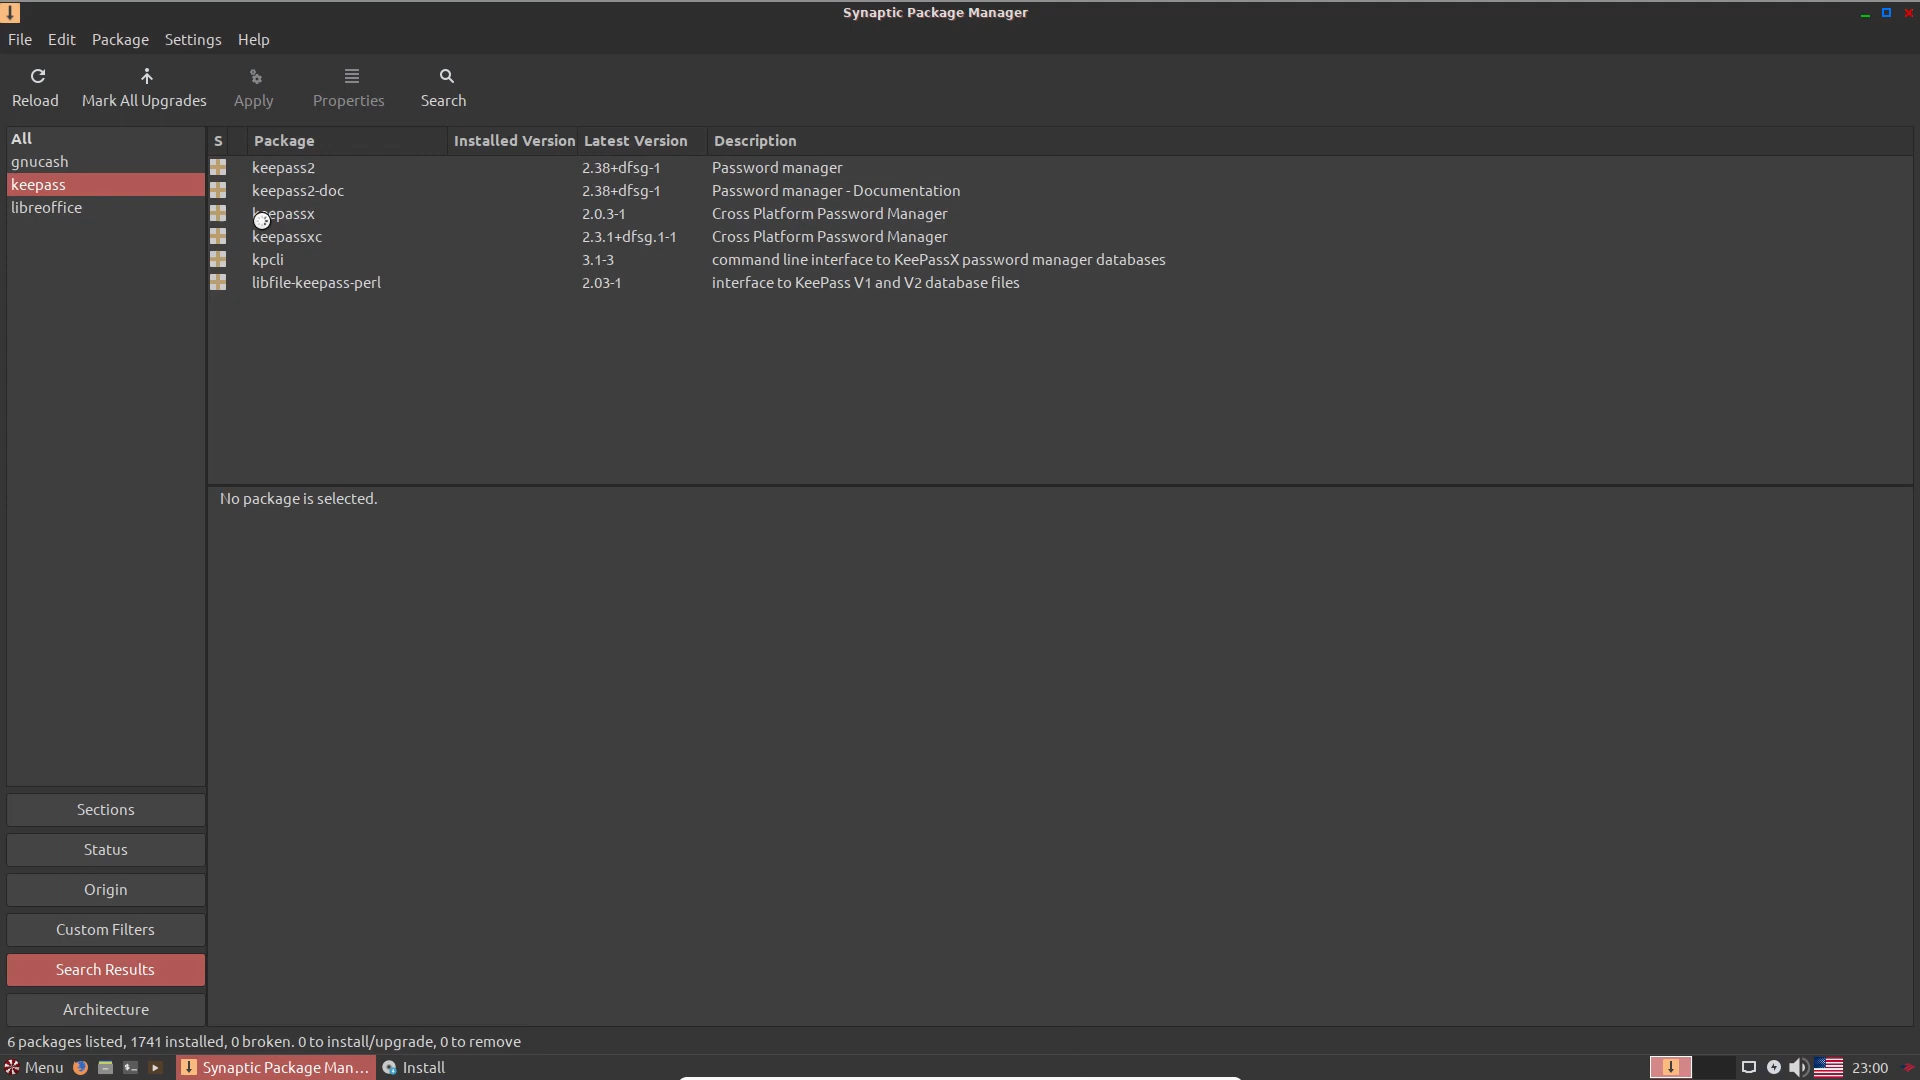 Synaptic Package Manager
File Edit Package Settings Help
Reload Mark All Upgrades Apply Properties Search
All
gnucash
keepass
libreoffice
S Package Installed Version Latest Version Description
keepass2 2.38+dfsg-1 Password manager
keepass2-doc 2.38+dfsg-1 Password manager - Documentation
keepassx 2.0.3-1 Cross Platform Password Manager
keepassxc 2.3.1+dfsg.1-1 Cross Platform Password Manager
kpcli 3.1-3 command line interface to KeePassX password manager databases
libfile-keepass-perl 2.03-1 interface to KeePass V1 and V2 database files
No package is selected.
Sections
Status
Origin
Custom Filters
Search Results
Architecture
6 packages listed, 1741 installed, 0 broken. 0 to install/upgrade, 0 to remove
Menu Synaptic Package Man... Install 23:00